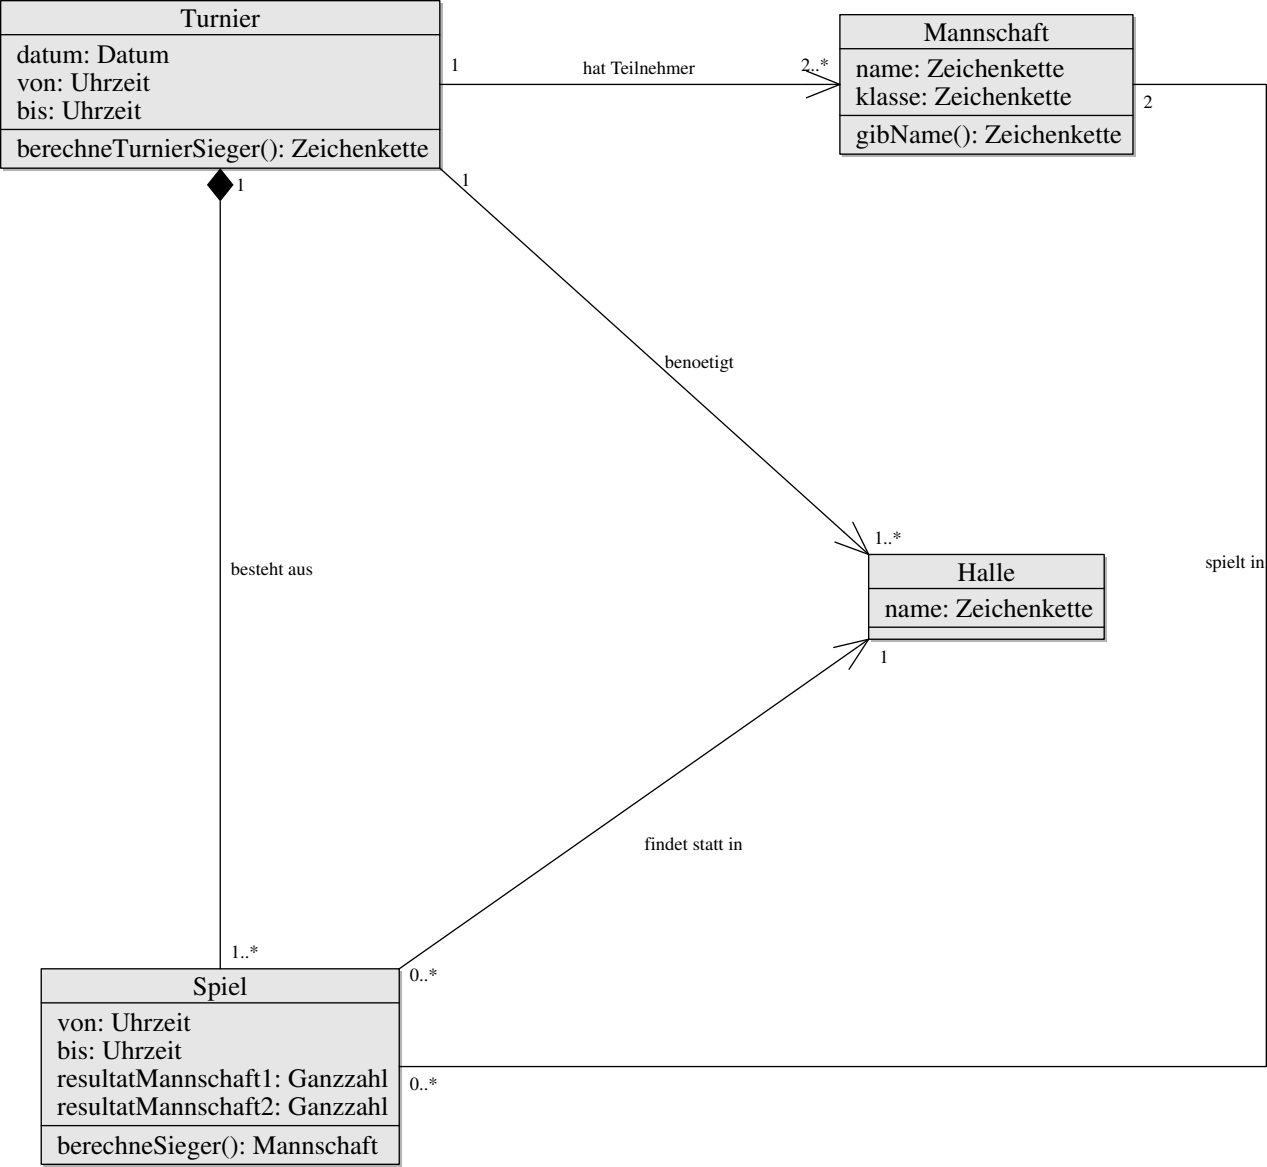 Turnier
datum: Datum
von: Uhrzeit
bis: Uhrzeit
berechneTurnierSieger(): Zeichenkette
1
hat Teilnehmer
2..*
Mannschaft
name: Zeichenkette
klasse: Zeichenkette
gibName(): Zeichenkette
2
1
1
benoetigt
1..*
Halle
name: Zeichenkette
1
spielt in
besteht aus
findet statt in
1..*
0..*
Spiel
von: Uhrzeit
bis: Uhrzeit
resultatMannschaft1: Ganzzahl
resultatMannschaft2: Ganzzahl
berechneSieger(): Mannschaft
0..*